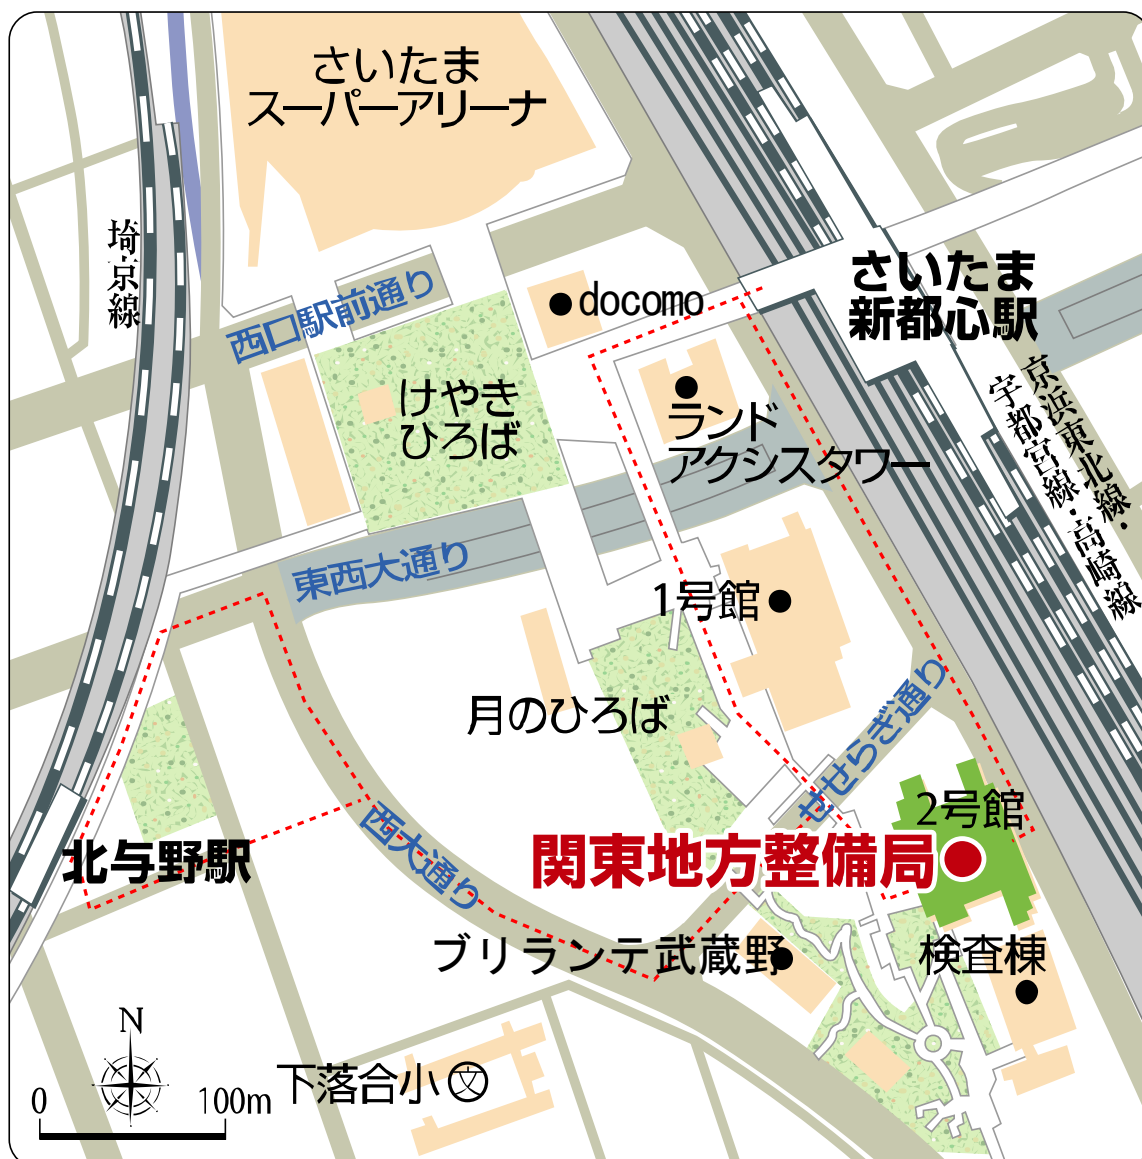 さいたま
スーパーアリーナ
埼京線
西口駅前通り
docomo
さいたま
新都心駅
京浜東北線・
宇都宮線・高崎線
けやき
ひろば
ランド
アクシスタワー
東西大通り
1号館
月のひろば
せせらぎ通り
2号館
関東地方整備局
北与野駅
西大通り
ブリランテ武蔵野
検査棟
N
0 100m
下落合小 文